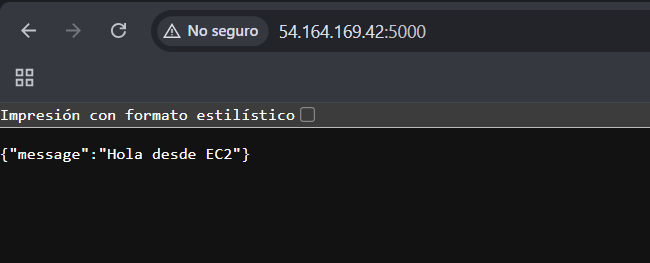 No seguro 54.164.169.42:5000
Impresión con formato estilístico
{"message":"Hola desde EC2"}